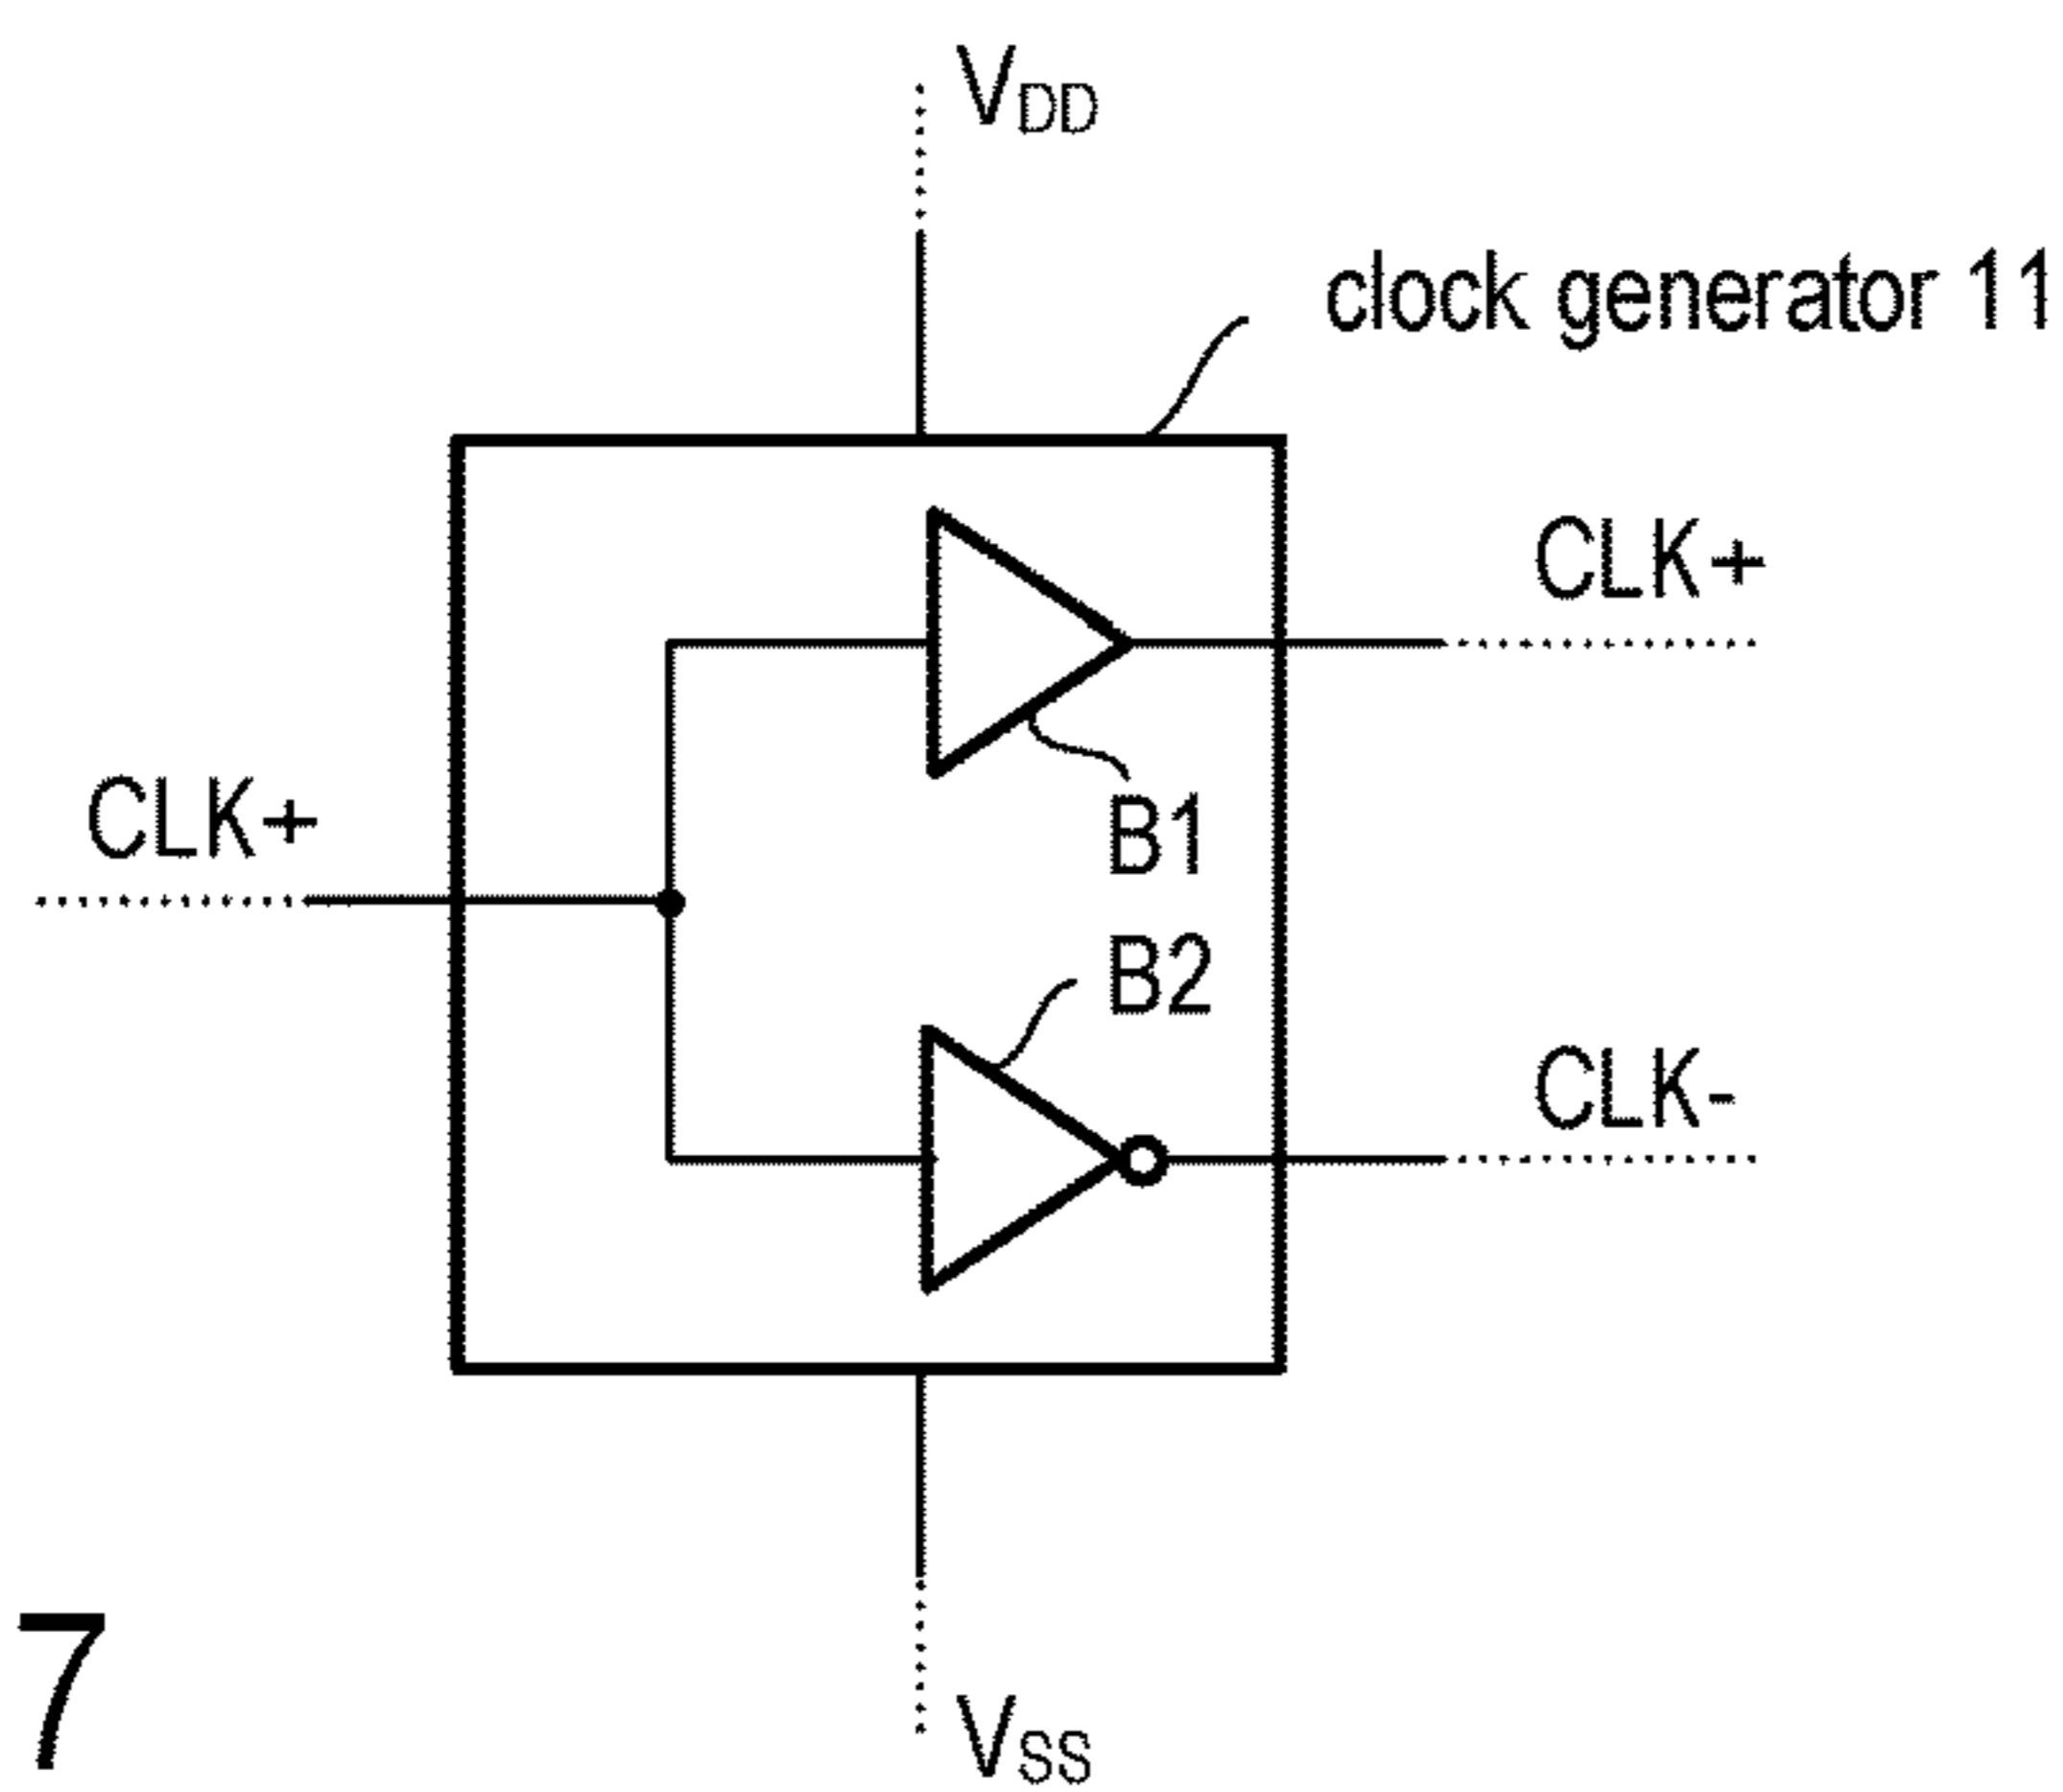 VDD
clock generator 11
CLK+
CLK+
B1
B2
CLK-
7
VSS